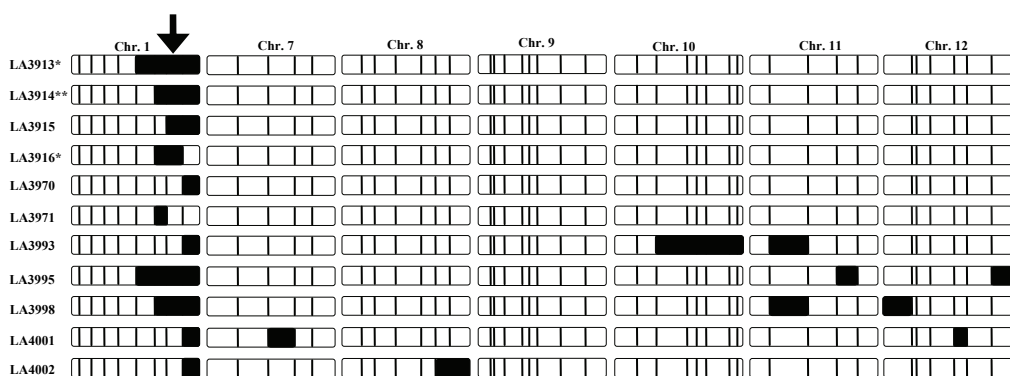 Chr. 1 Chr. 7 Chr. 8 Chr. 9 Chr. 10 Chr. 11 Chr. 12
LA3913*
LA3914**
LA3915
LA3916*
LA3970
LA3971
LA3993
LA3995
LA3998
LA4001
LA4002